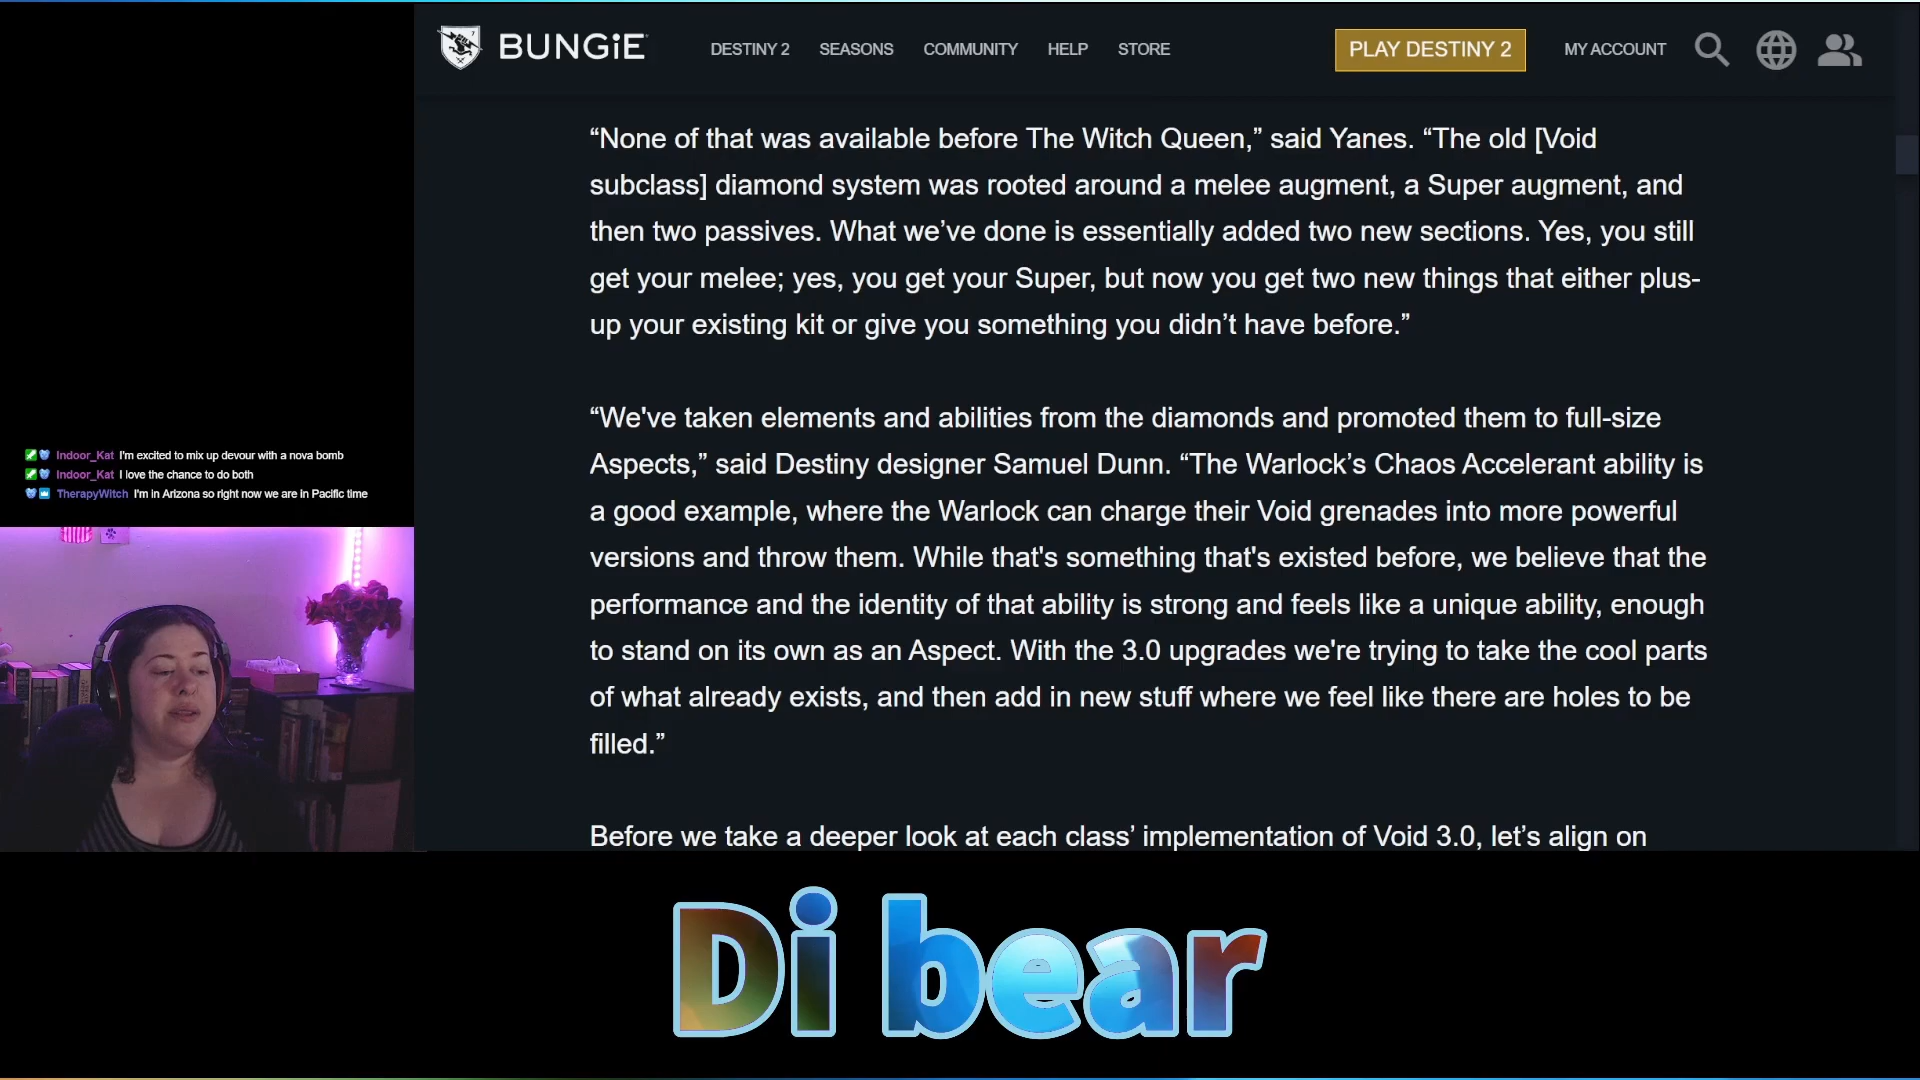 BUNGiE
DESTINY 2 SEASONS COMMUNITY HELP STORE
PLAY DESTINY 2
MY ACCOUNT
“None of that was available before The Witch Queen,” said Yanes. “The old [Void
subclass] diamond system was rooted around a melee augment, a Super augment, and
then two passives. What we’ve done is essentially added two new sections. Yes, you still
get your melee; yes, you get your Super, but now you get two new things that either plus-
up your existing kit or give you something you didn’t have before.”
“We've taken elements and abilities from the diamonds and promoted them to full-size
Aspects,” said Destiny designer Samuel Dunn. “The Warlock’s Chaos Accelerant ability is
a good example, where the Warlock can charge their Void grenades into more powerful
versions and throw them. While that's something that's existed before, we believe that the
performance and the identity of that ability is strong and feels like a unique ability, enough
to stand on its own as an Aspect. With the 3.0 upgrades we're trying to take the cool parts
of what already exists, and then add in new stuff where we feel like there are holes to be
filled.”
Before we take a deeper look at each class’ implementation of Void 3.0, let’s align on
Indoor_Kat I'm excited to mix up devour with a nova bomb
Indoor_Kat I love the chance to do both
TherapyWitch I'm in Arizona so right now we are in Pacific time
Di bear